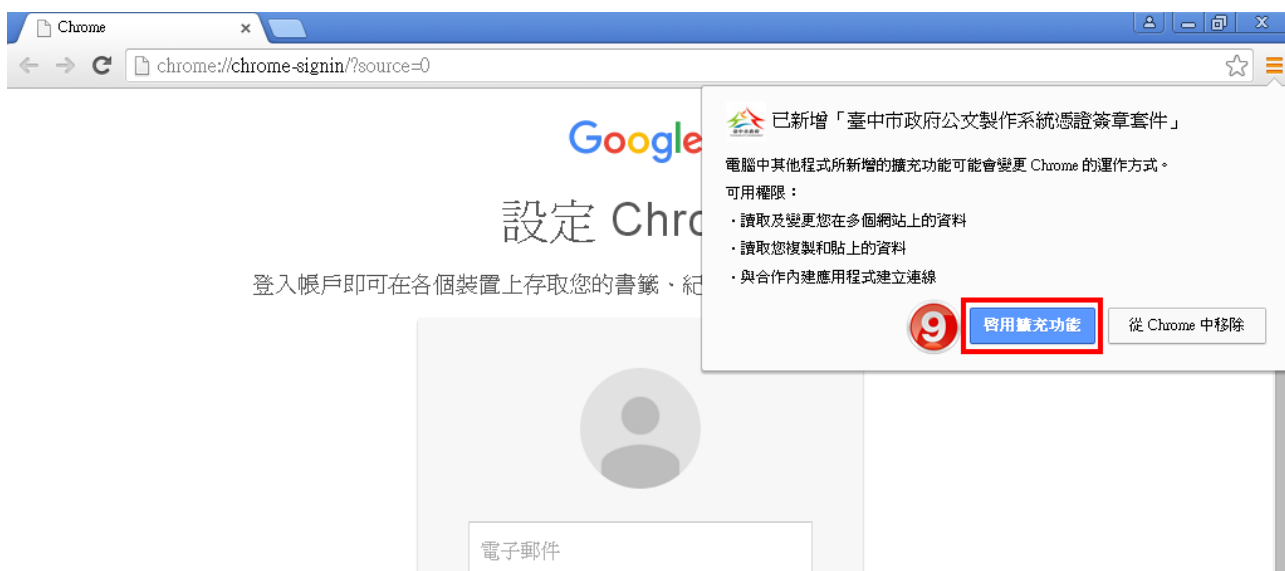 Chrome
chrome://chrome-signin/?source=0
Google
設定 Chro
登入帳戶即可在各個裝置上存取您的書籤、紀
電子郵件
已新增「臺中市政府公文製作系統憑證簽章套件」
電腦中其他程式所新增的擴充功能可能會變更 Chrome 的運作方式。
可用權限：
‧讀取及變更您在多個網站上的資料
‧讀取您複製和貼上的資料
‧與合作內建應用程式建立連線
9 啓用擴充功能 從 Chrome 中移除